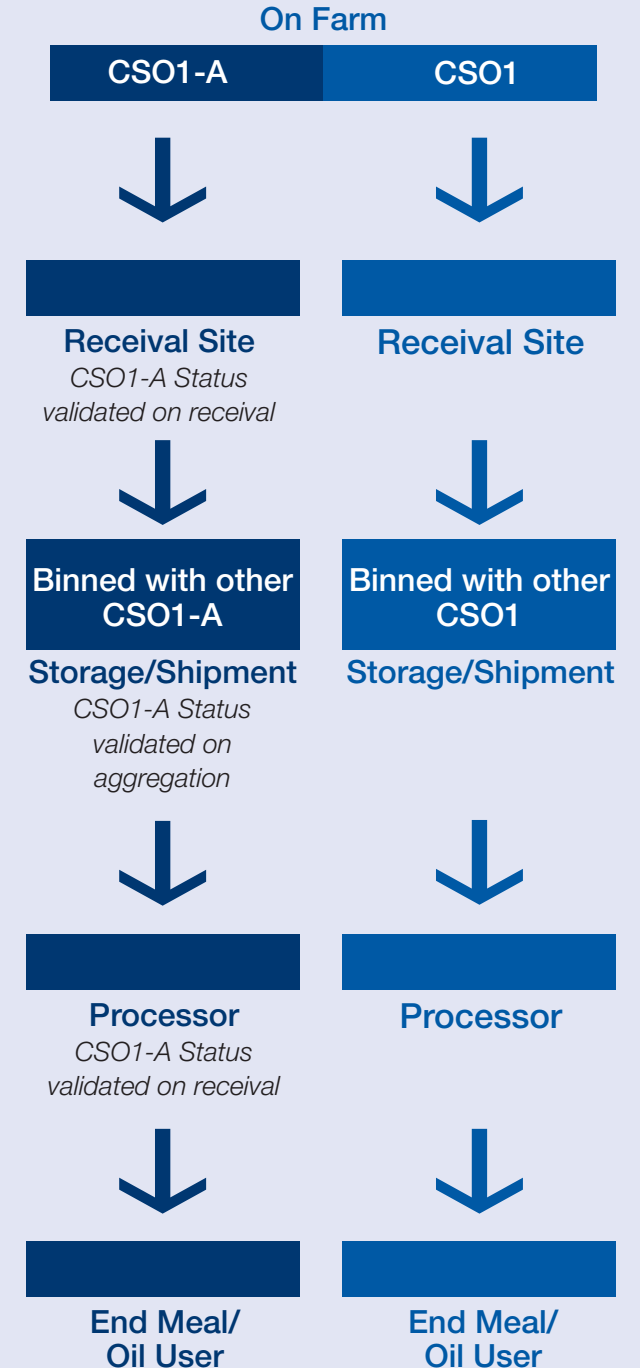 On Farm
CSO1-A
CSO1
Receival Site
CSO1-A Status
validated on receival
Receival Site
Binned with other
CSO1-A
Binned with other
CSO1
Storage/Shipment
CSO1-A Status
validated on
aggregation
Storage/Shipment
Processor
CSO1-A Status
validated on receival
Processor
End Meal/
Oil User
End Meal/
Oil User